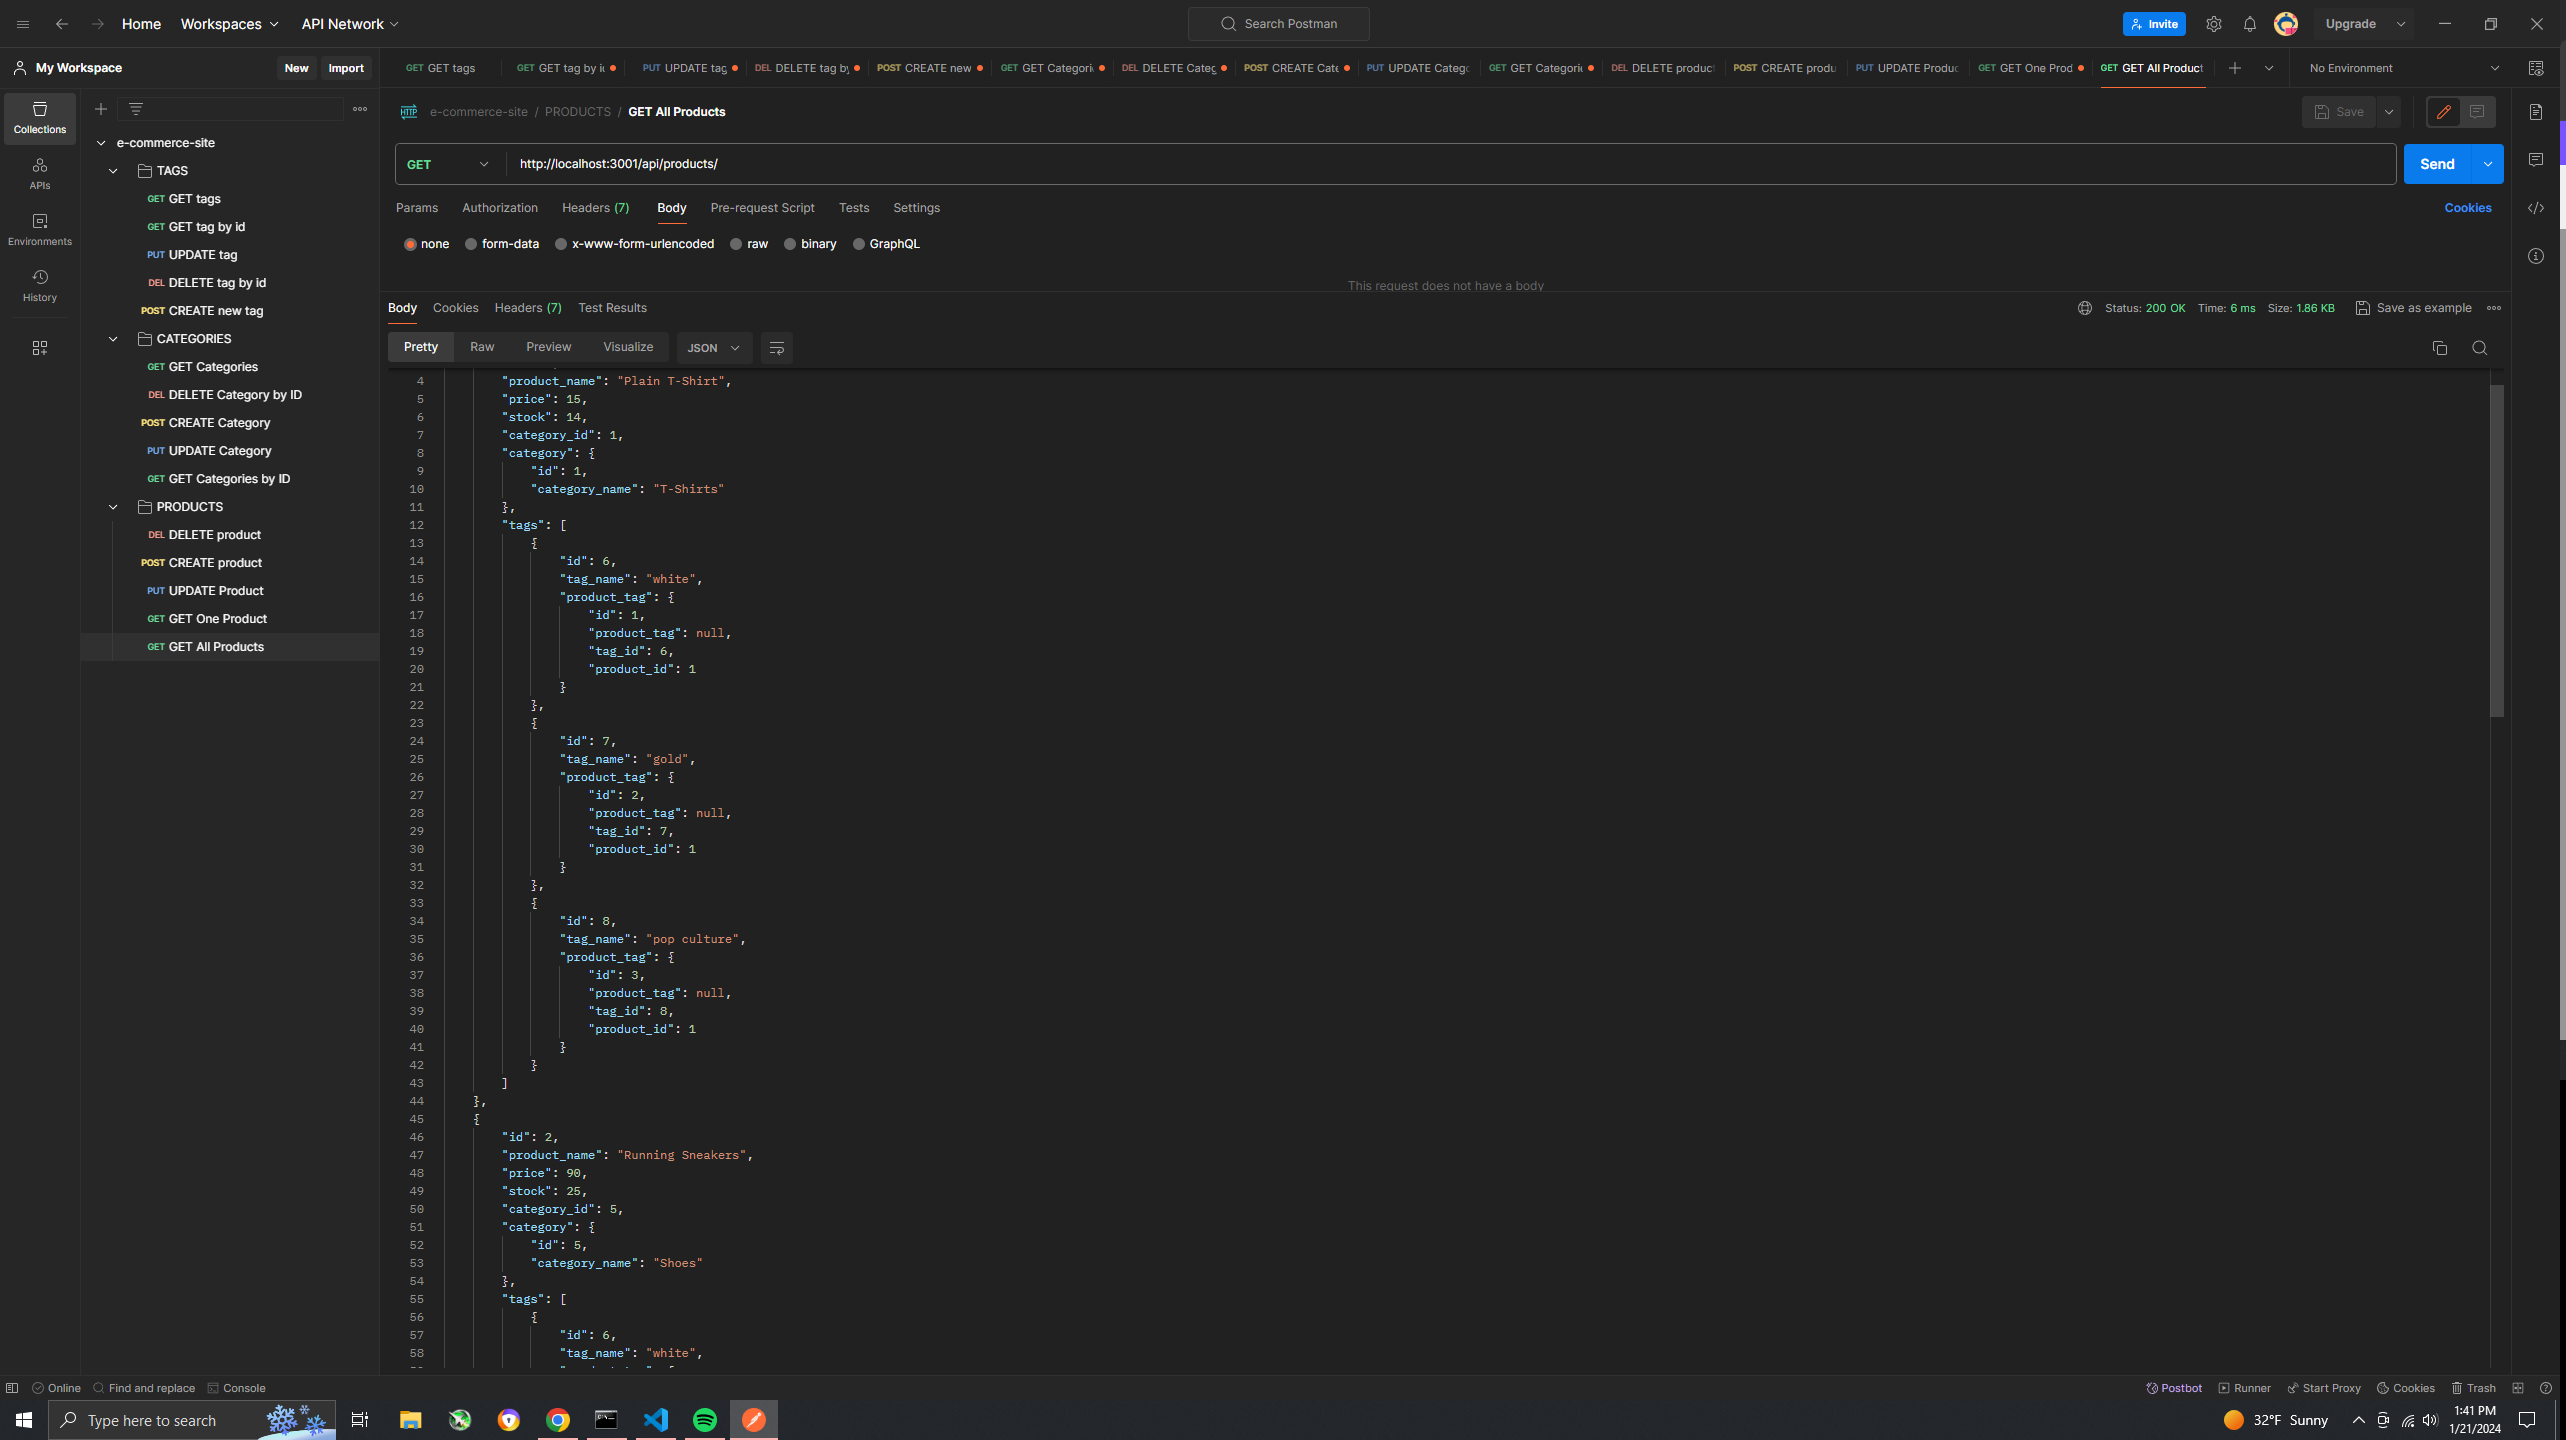 Home Workspaces API Network Search Postman Invite Upgrade
My Workspace New Import
GET GET tags GET GET tag by i PUT UPDATE tag DEL DELETE tag by POST CREATE new GET GET Categori DEL DELETE Categ POST CREATE Cate PUT UPDATE Catego GET GET Categorie DEL DELETE product POST CREATE produ PUT UPDATE Produc GET GET One Prod GET GET All Product No Environment
Collections
APIs
Environments
History
e-commerce-site
TAGS
GET GET tags
GET GET tag by id
PUT UPDATE tag
DEL DELETE tag by id
POST CREATE new tag
CATEGORIES
GET GET Categories
DEL DELETE Category by ID
POST CREATE Category
PUT UPDATE Category
GET GET Categories by ID
PRODUCTS
DEL DELETE product
POST CREATE product
PUT UPDATE Product
GET GET One Product
GET GET All Products
HTTP e-commerce-site / PRODUCTS / GET All Products Save
GET http://localhost:3001/api/products/ Send
Params Authorization Headers (7) Body Pre-request Script Tests Settings Cookies
none form-data x-www-form-urlencoded raw binary GraphQL
This request does not have a body
Body Cookies Headers (7) Test Results Status: 200 OK Time: 6 ms Size: 1.86 KB Save as example
Pretty Raw Preview Visualize JSON
4 "product_name": "Plain T-Shirt",
5 "price": 15,
6 "stock": 14,
7 "category_id": 1,
8 "category": {
9 "id": 1,
10 "category_name": "T-Shirts"
11 },
12 "tags": [
13 {
14 "id": 6,
15 "tag_name": "white",
16 "product_tag": {
17 "id": 1,
18 "product_tag": null,
19 "tag_id": 6,
20 "product_id": 1
21 }
22 },
23 {
24 "id": 7,
25 "tag_name": "gold",
26 "product_tag": {
27 "id": 2,
28 "product_tag": null,
29 "tag_id": 7,
30 "product_id": 1
31 }
32 },
33 {
34 "id": 8,
35 "tag_name": "pop culture",
36 "product_tag": {
37 "id": 3,
38 "product_tag": null,
39 "tag_id": 8,
40 "product_id": 1
41 }
42 }
43 ]
44 },
45 {
46 "id": 2,
47 "product_name": "Running Sneakers",
48 "price": 90,
49 "stock": 25,
50 "category_id": 5,
51 "category": {
52 "id": 5,
53 "category_name": "Shoes"
54 },
55 "tags": [
56 {
57 "id": 6,
58 "tag_name": "white",
Online Find and replace Console Postbot Runner Start Proxy Cookies Trash
Type here to search 32°F Sunny 1:41 PM
1/21/2024